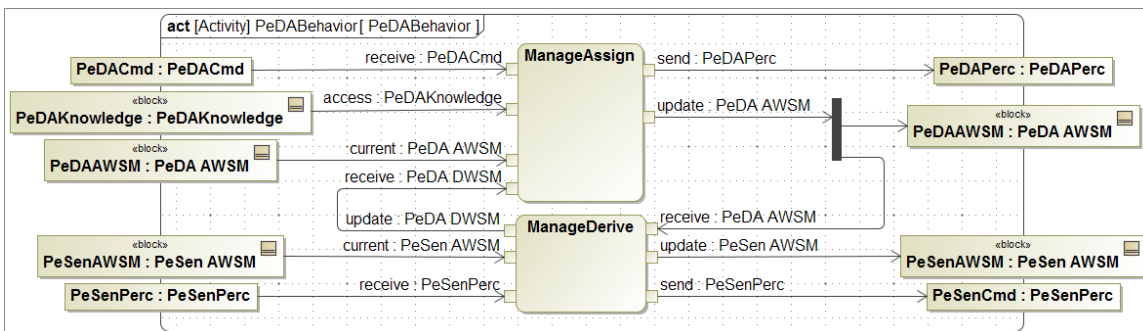 act [Activity] PeDABehavior[ PeDABehavior ]
PeDACmd : PeDACmd
receive : PeDACmd
ManageAssign
send : PeDAPerc
PeDAPerc : PeDAPerc
«block»
PeDAKnowledge : PeDAKnowledge
access : PeDAKnowledge
update : PeDA AWSM
«block»
PeDAAWSM : PeDA AWSM
«block»
PeDAAWSM : PeDA AWSM
current : PeDA AWSM
receive : PeDA DWSM
update : PeDA DWSM
ManageDerive
receive : PeDA AWSM
«block»
PeSenAWSM : PeSen AWSM
current : PeSen AWSM
update : PeSen AWSM
«block»
PeSenAWSM : PeSen AWSM
PeSenPerc : PeSenPerc
receive : PeSenPerc
send : PeSenPerc
PeSenCmd : PeSenPerc